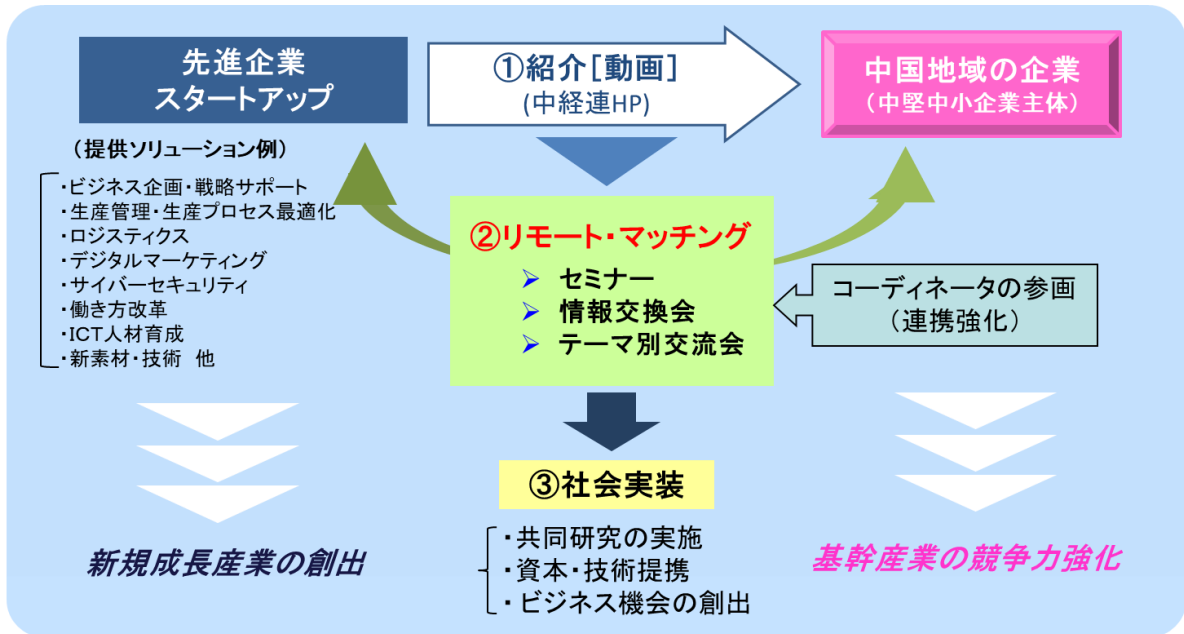 先進企業
スタートアップ
①紹介[動画]
(中経連HP)
中国地域の企業
（中堅中小企業主体）
（提供ソリューション例）
・ビジネス企画・戦略サポート
・生産管理・生産プロセス最適化
・ロジスティクス
・デジタルマーケティング
・サイバーセキュリティ
・働き方改革
・ICT人材育成
・新素材・技術　他
②リモート・マッチング
➢ セミナー
➢ 情報交換会
➢ テーマ別交流会
コーディネータの参画
（連携強化）
③社会実装
・共同研究の実施
・資本・技術提携
・ビジネス機会の創出
新規成長産業の創出
基幹産業の競争力強化